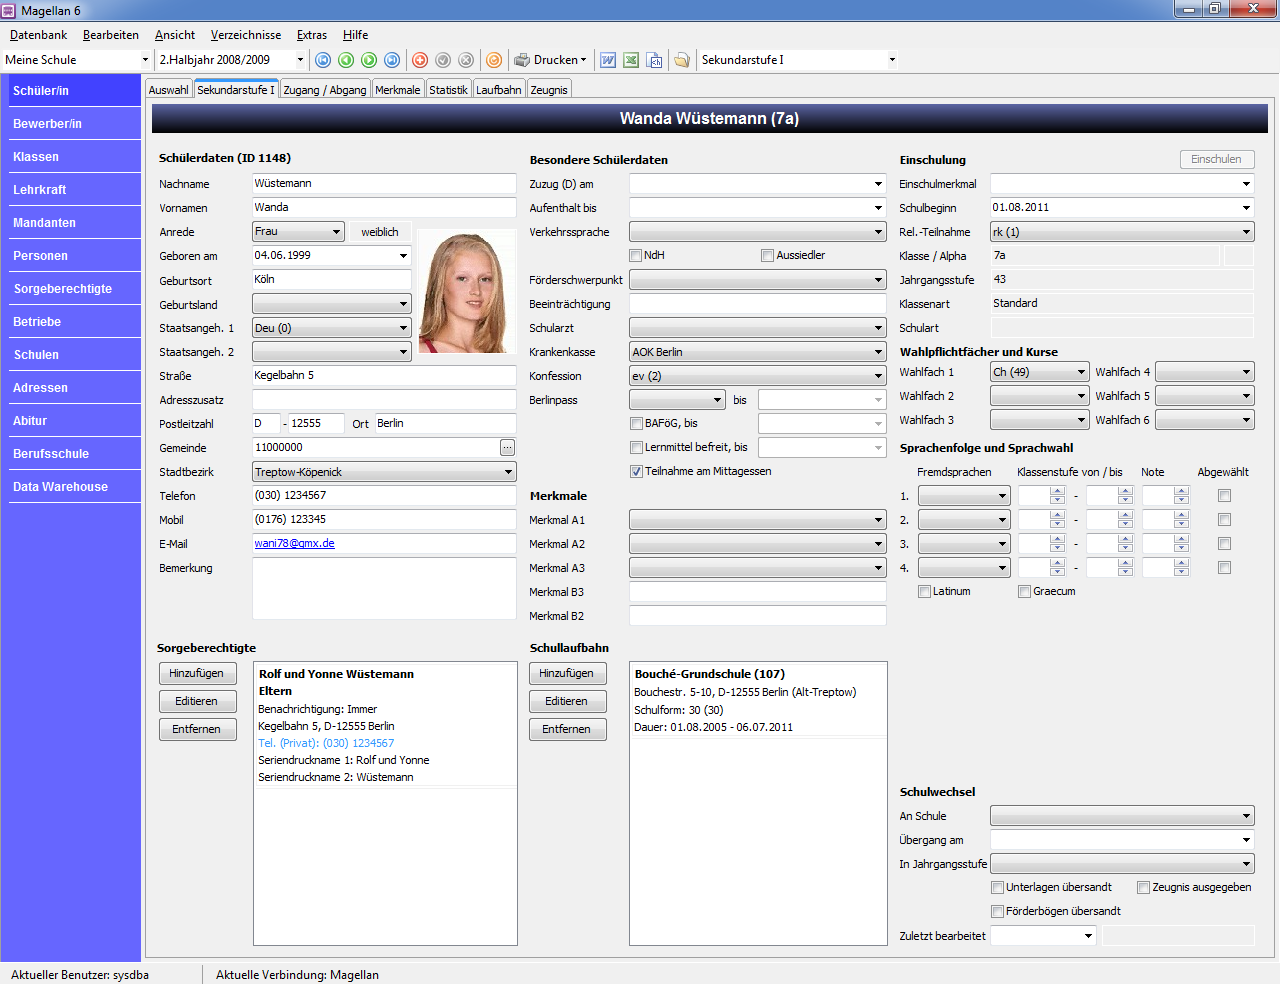 Magellan 6
Datenbank Bearbeiten Ansicht Verzeichnisse Extras Hilfe
Meine Schule 2.Halbjahr 2008/2009 Drucken Sekundarstufe I
Auswahl Sekundarstufe I Zugang / Abgang Merkmale Statistik Laufbahn Zeugnis
Schüler/in
Bewerber/in
Klassen
Lehrkraft
Mandanten
Personen
Sorgeberechtigte
Betriebe
Schulen
Adressen
Abitur
Berufsschule
Data Warehouse
Wanda Wüstemann (7a)
Schülerdaten (ID 1148)
Nachname Wüstemann
Vornamen Wanda
Anrede Frau weiblich
Geboren am 04.06.1999
Geburtsort Köln
Geburtsland
Staatsangeh. 1 Deu (0)
Staatsangeh. 2
Straße Kegelbahn 5
Adresszusatz
Postleitzahl D - 12555 Ort Berlin
Gemeinde 11000000 ...
Stadtbezirk Treptow-Köpenick
Telefon (030) 1234567
Mobil (0176) 123345
E-Mail wani78@gmx.de
Bemerkung
Besondere Schülerdaten
Zuzug (D) am
Aufenthalt bis
Verkehrssprache
NdH Aussiedler
Förderschwerpunkt
Beeinträchtigung
Schularzt
Krankenkasse AOK Berlin
Konfession ev (2)
Berlinpass bis
BAFöG, bis
Lernmittel befreit, bis
Teilnahme am Mittagessen
Merkmale
Merkmal A1
Merkmal A2
Merkmal A3
Merkmal B3
Merkmal B2
Einschulung Einschulen
Einschulmerkmal
Schulbeginn 01.08.2011
Rel.-Teilnahme rk (1)
Klasse / Alpha 7a
Jahrgangsstufe 43
Klassenart Standard
Schulart
Wahlpflichtfächer und Kurse
Wahlfach 1 Ch (49) Wahlfach 4
Wahlfach 2 Wahlfach 5
Wahlfach 3 Wahlfach 6
Sprachenfolge und Sprachwahl
Fremdsprachen Klassenstufe von / bis Note Abgewählt
1. -
2. -
3. -
4. -
Latinum Graecum
Sorgeberechtigte
Hinzufügen
Editieren
Entfernen
Rolf und Yonne Wüstemann
Eltern
Benachrichtigung: Immer
Kegelbahn 5, D-12555 Berlin
Tel. (Privat): (030) 1234567
Seriendruckname 1: Rolf und Yonne
Seriendruckname 2: Wüstemann
Schullaufbahn
Hinzufügen
Editieren
Entfernen
Bouché-Grundschule (107)
Bouchestr. 5-10, D-12555 Berlin (Alt-Treptow)
Schulform: 30 (30)
Dauer: 01.08.2005 - 06.07.2011
Schulwechsel
An Schule
Übergang am
In Jahrgangsstufe
Unterlagen übersandt Zeugnis ausgegeben
Förderbögen übersandt
Zuletzt bearbeitet
Aktueller Benutzer: sysdba Aktuelle Verbindung: Magellan